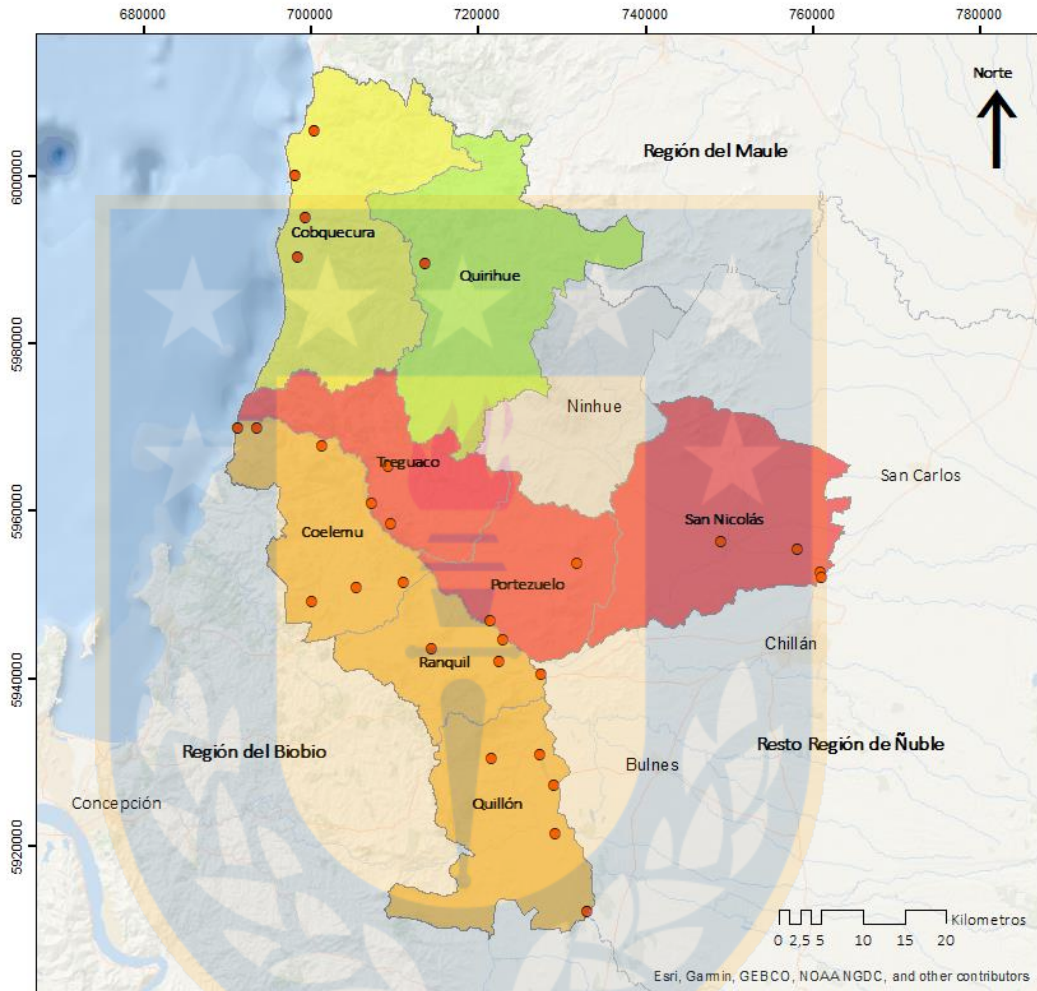 680000 700000 720000 740000 760000 780000
Norte
Región del Maule
6000000
Cobquecura
Quirihue
5980000
Ninhue
Treguaco
San Carlos
5960000
San Nicolás
Coelemu
Portezuelo
Chillán
Ranquil
5940000
Región del Biobio
Resto Región de Ñuble
Bulnes
Concepción
Quillón
5920000
Kilometros
0 2,5 5 10 15 20
Esri, Garmin, GEBCO, NOAA NGDC, and other contributors